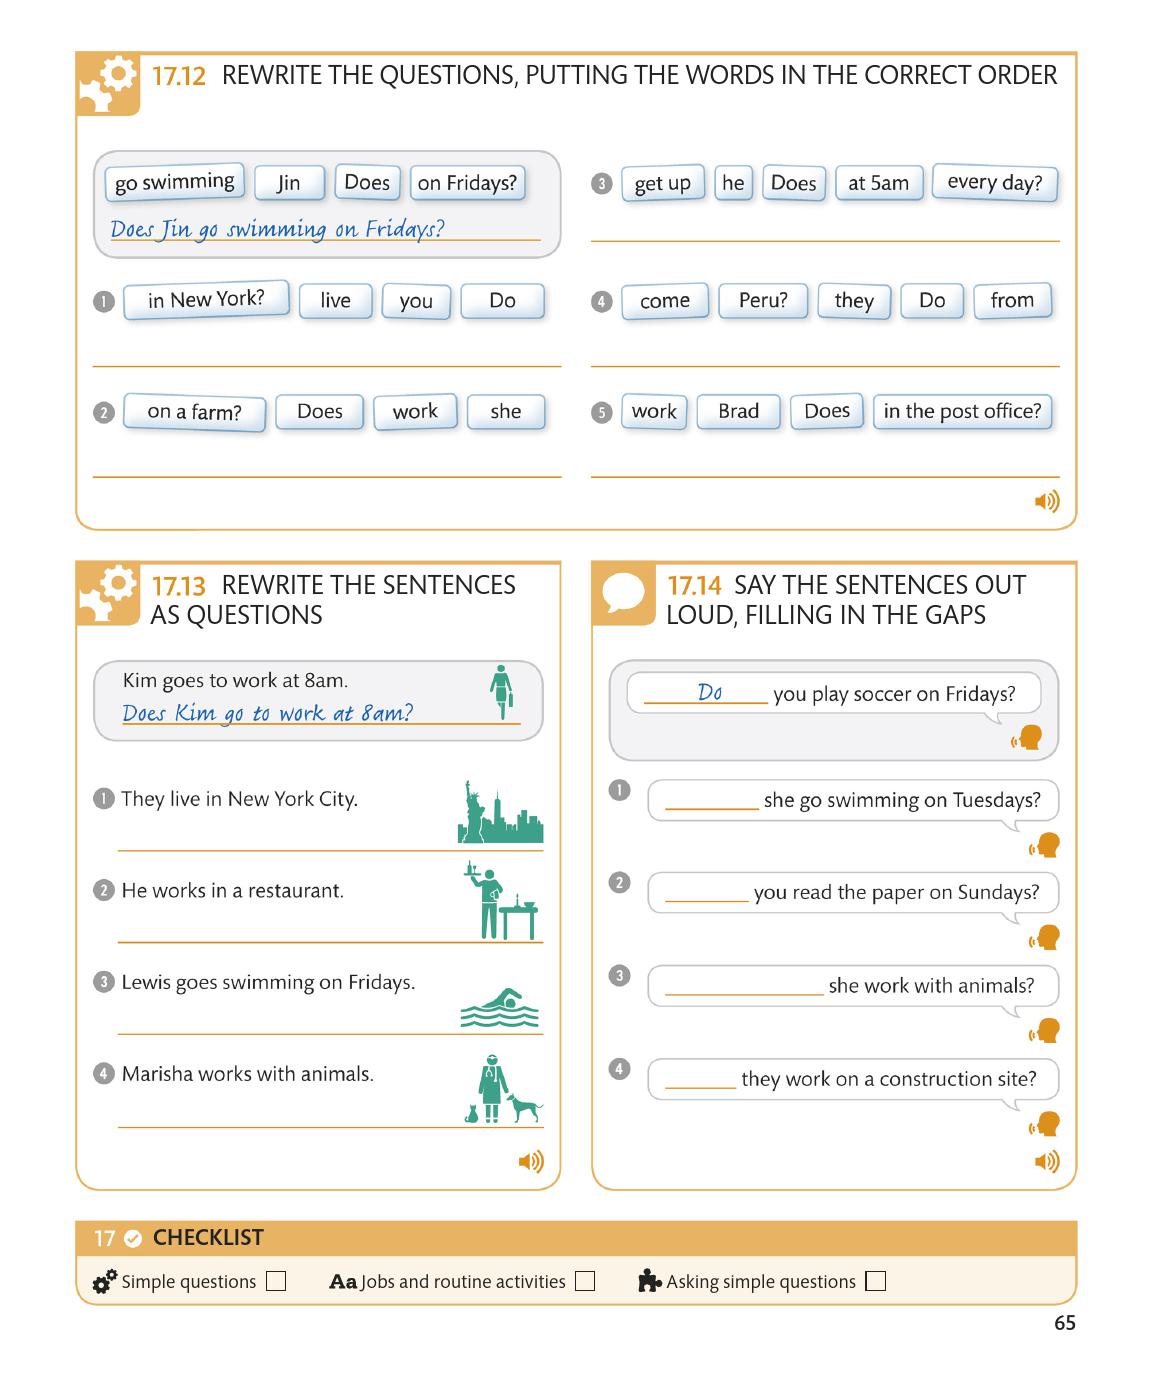 17.12 REWRITE THE QUESTIONS, PUTTING THE WORDS IN THE CORRECT ORDER
go swimming Jin Does on Fridays?
Does Jin go swimming on Fridays?
1 in New York? live you Do
2 on a farm? Does work she
3 get up he Does at 5am every day?
4 come Peru? they Do from
5 work Brad Does in the post office?
17.13 REWRITE THE SENTENCES
AS QUESTIONS
Kim goes to work at 8am.
Does Kim go to work at 8am?
1 They live in New York City.
2 He works in a restaurant.
3 Lewis goes swimming on Fridays.
4 Marisha works with animals.
17.14 SAY THE SENTENCES OUT
LOUD, FILLING IN THE GAPS
Do you play soccer on Fridays?
1 she go swimming on Tuesdays?
2 you read the paper on Sundays?
3 she work with animals?
4 they work on a construction site?
17 CHECKLIST
Simple questions Aa Jobs and routine activities Asking simple questions
65